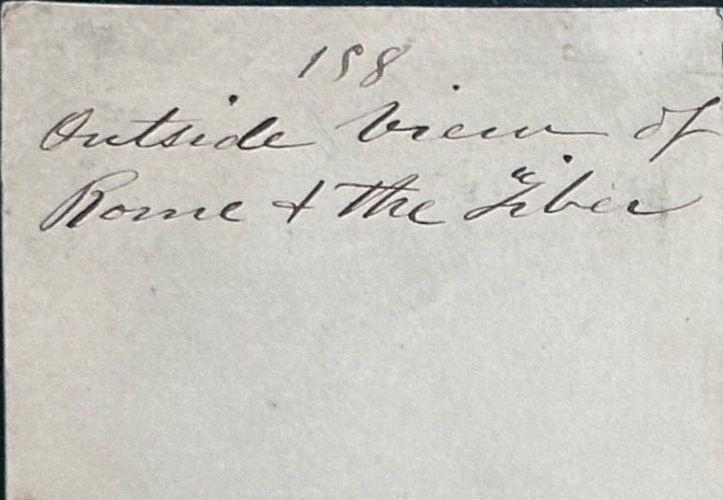 158
Outside view of
Rome & the "Tiber